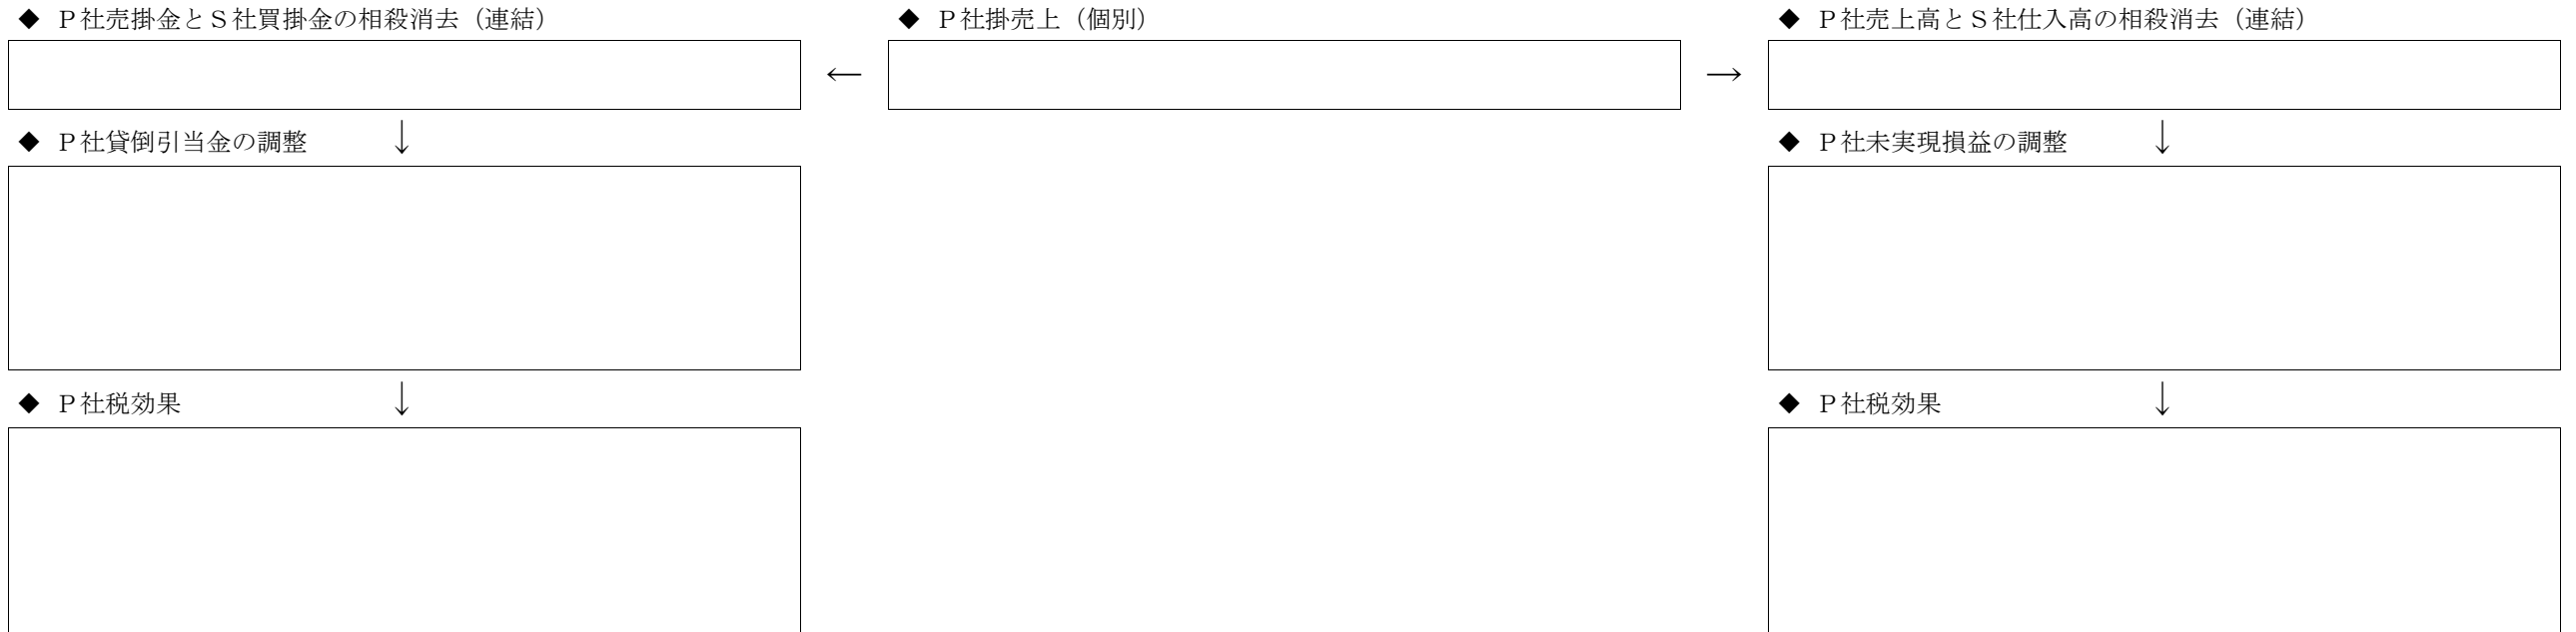 ◆ Ｐ社売掛金とＳ社買掛金の相殺消去（連結）
◆ Ｐ社掛売上（個別）
◆ Ｐ社売上高とＳ社仕入高の相殺消去（連結）
← →
◆ Ｐ社貸倒引当金の調整 ↓
◆ Ｐ社未実現損益の調整 ↓
◆ Ｐ社税効果 ↓
◆ Ｐ社税効果 ↓